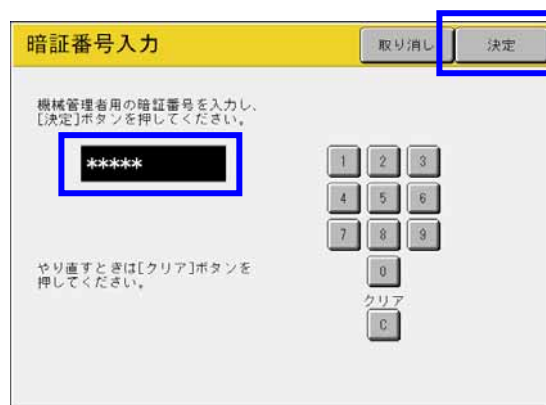 暗証番号入力
取り消し
決定
機械管理者用の暗証番号を入力し、
[決定]ボタンを押してください。
*****
1 2 3
4 5 6
7 8 9
0
やり直すときは[クリア]ボタンを
押してください。
クリア
C